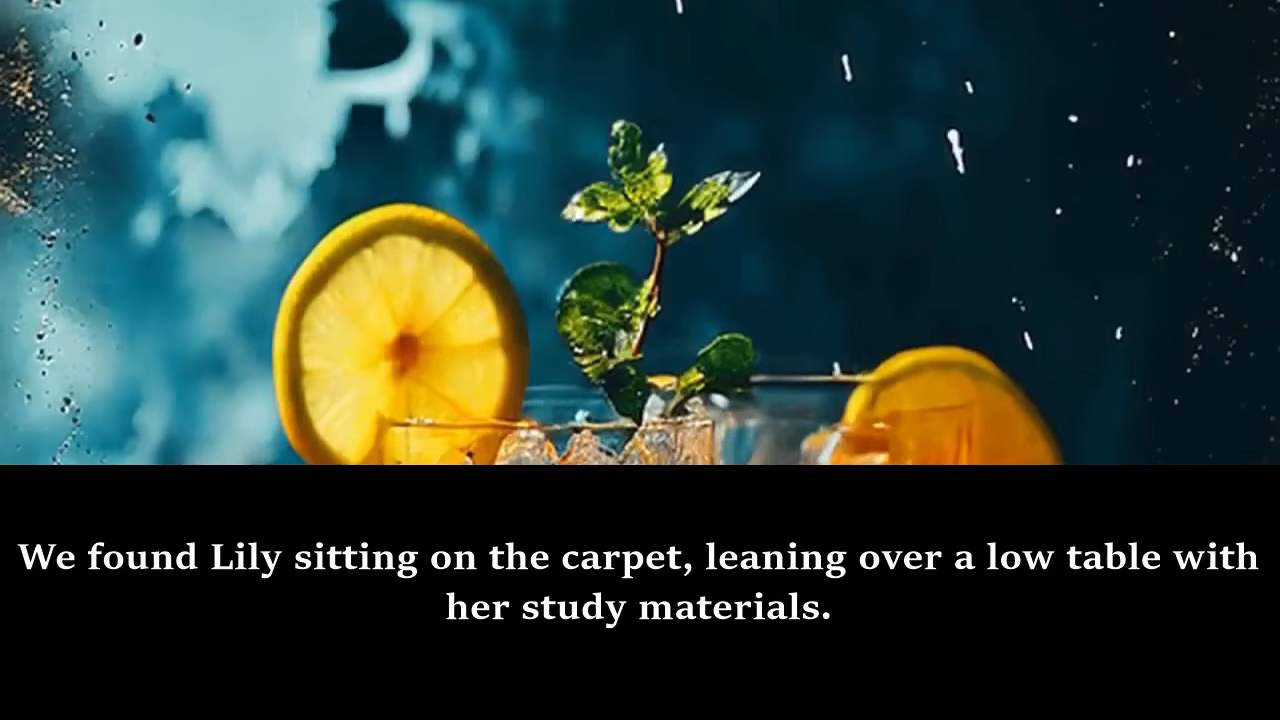 We found Lily sitting on the carpet, leaning over a low table with
her study materials.